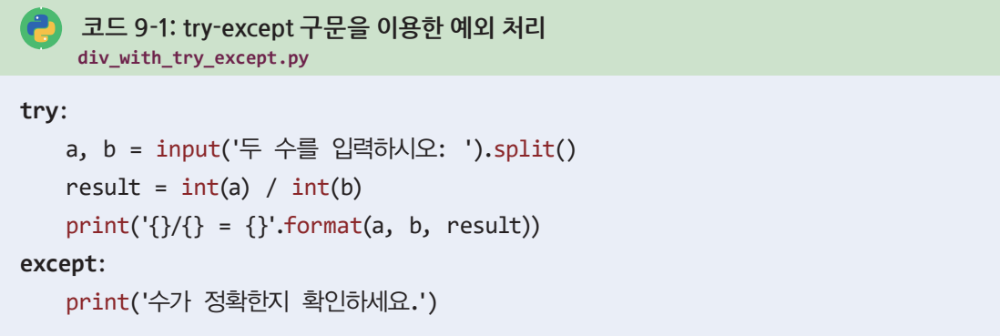 코드 9-1: try-except 구문을 이용한 예외 처리
div_with_try_except.py
try:
    a, b = input('두 수를 입력하시오: ').split()
    result = int(a) / int(b)
    print('{}/{} = {}'.format(a, b, result))
except:
    print('수가 정확한지 확인하세요.')